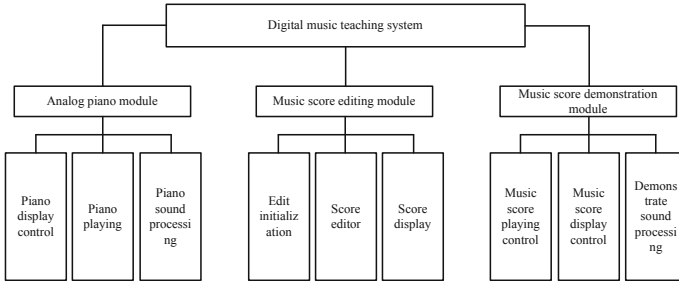 Digital music teaching system
Analog piano module
Music score editing module
Music score demonstration
module
Piano
display
control
Piano
playing
Piano
sound
processi
ng
Edit
initializ
ation
Score
editor
Score
display
Music
score
playing
control
Music
score
display
control
Demons
trate
sound
processi
ng